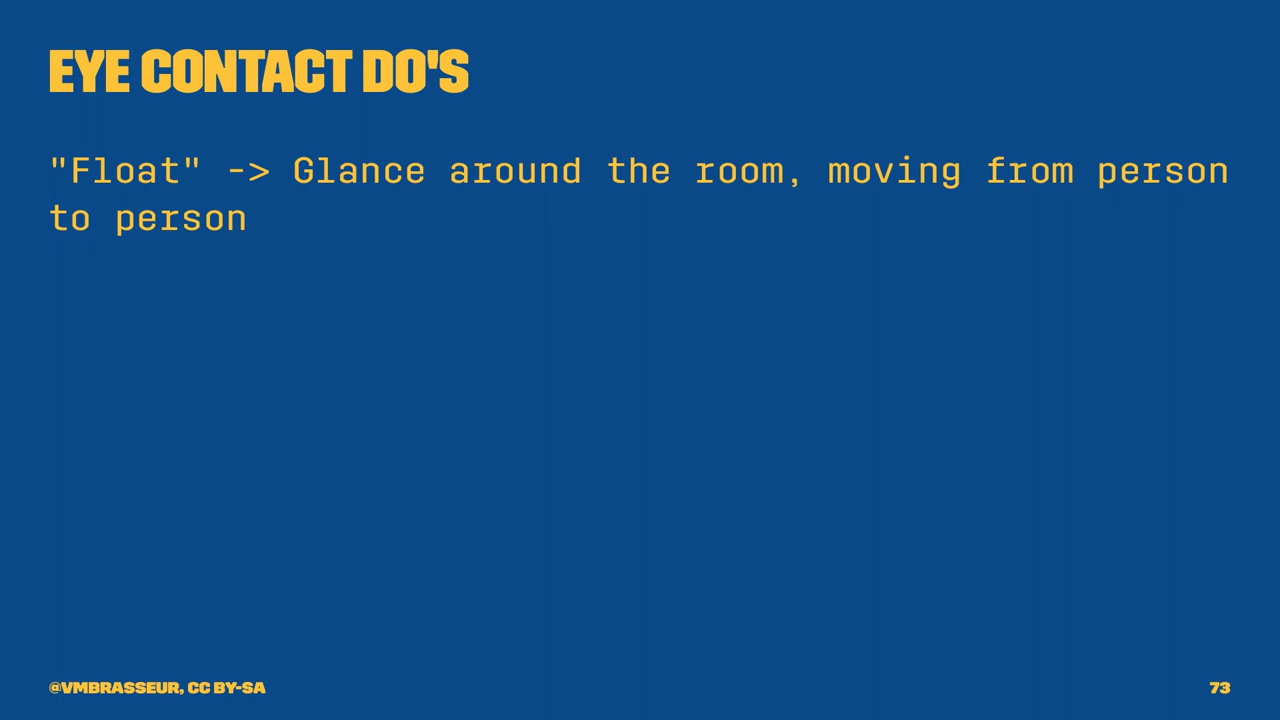 EYE CONTACT DO'S
"Float" -> Glance around the room, moving from person
to person
@VMBRASSEUR, CC BY-SA
73